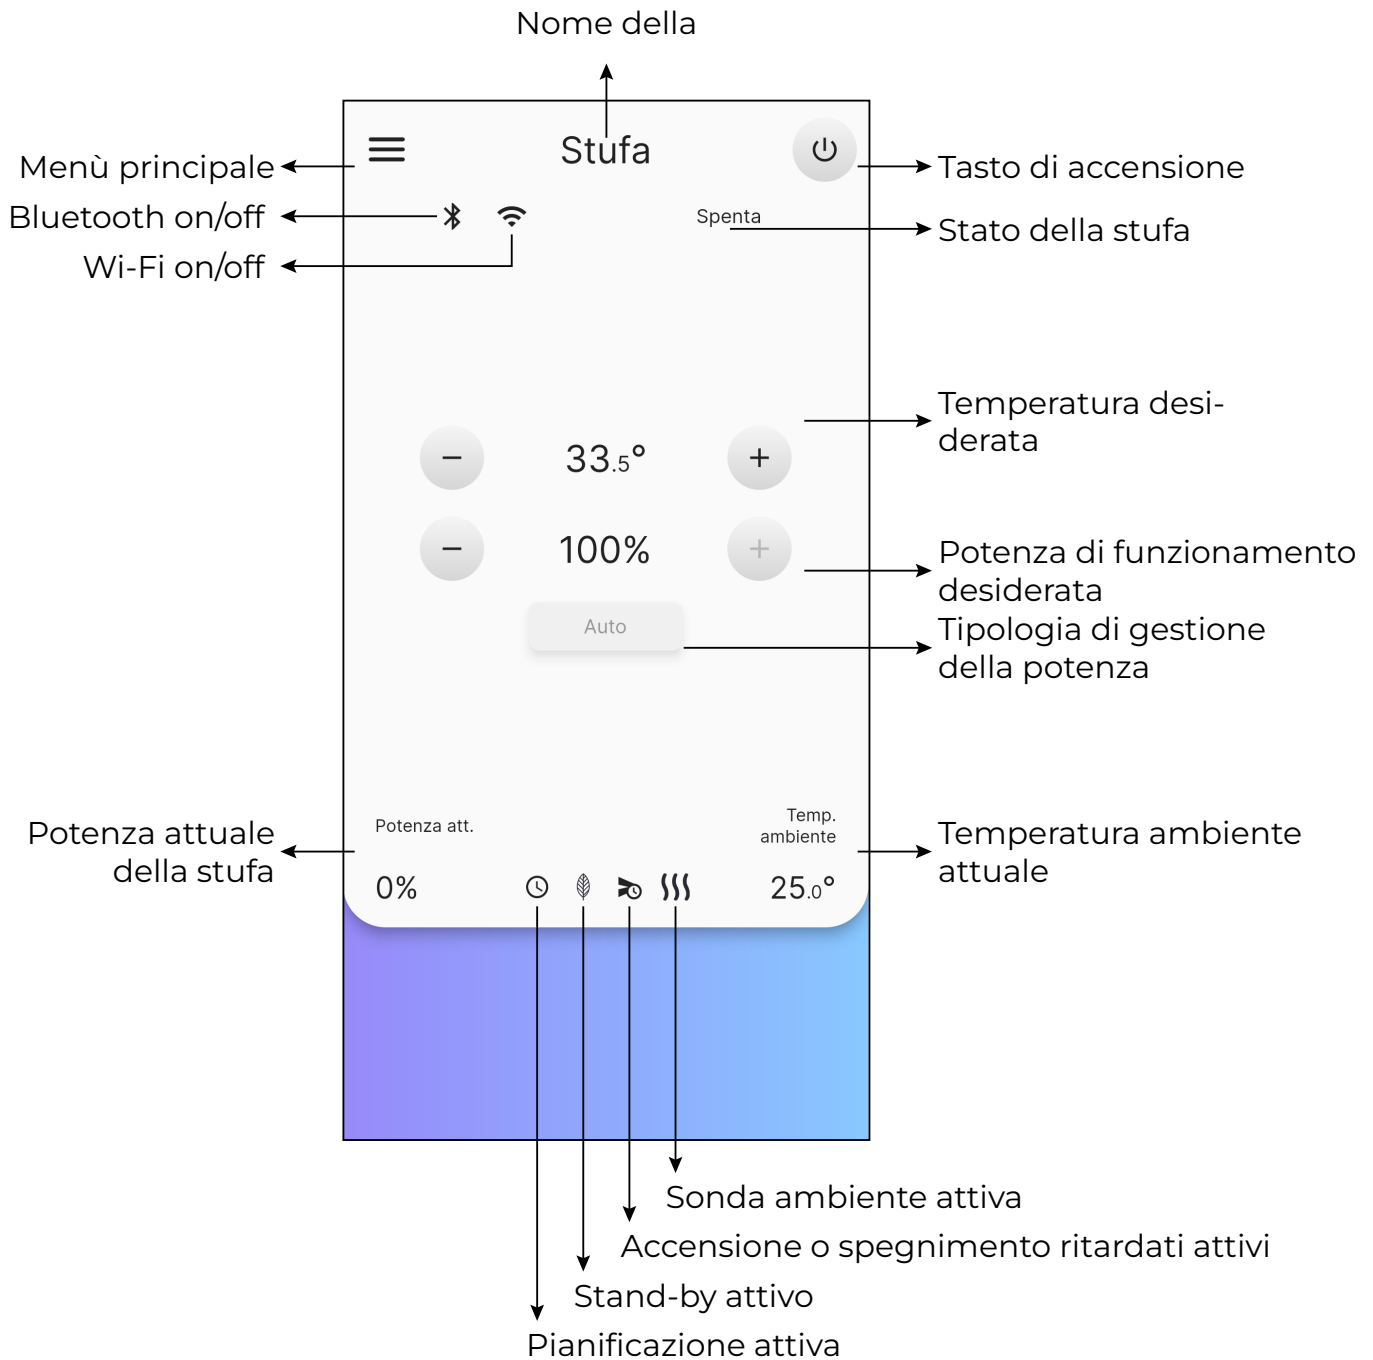 Nome della
Stufa
Menù principale
Tasto di accensione
Bluetooth on/off
Spenta
Stato della stufa
Wi-Fi on/off
Temperatura desi-
derata
33.5°
100%
Potenza di funzionamento
desiderata
Auto
Tipologia di gestione
della potenza
Potenza attuale
della stufa
Potenza att.
0%
Temp.
ambiente
25.0°
Temperatura ambiente
attuale
Sonda ambiente attiva
Accensione o spegnimento ritardati attivi
Stand-by attivo
Pianificazione attiva